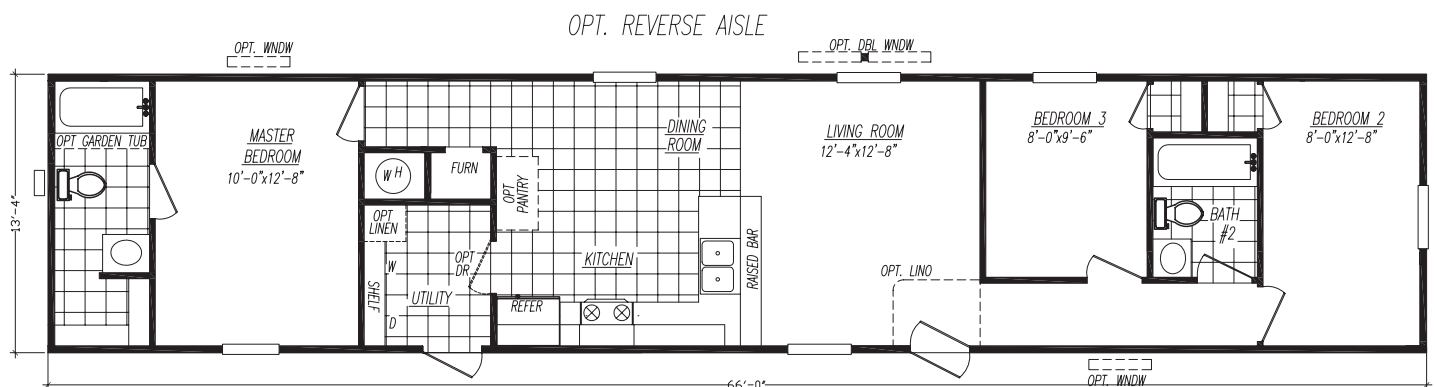 OPT. REVERSE AISLE
OPT. WNDW
OPT. DBL WNDW
13'-4"
OPT GARDEN TUB
MASTER
BEDROOM
10'-0"x12'-8"
W H
FURN
OPT
LINEN
OPT
PANTRY
DINING
ROOM
LIVING ROOM
12'-4"x12'-8"
BEDROOM 3
8'-0"x9'-6"
BEDROOM 2
8'-0"x12'-8"
BATH
#2
W
D
SHELF
UTILITY
OPT
DR
KITCHEN
REFER
RAISED BAR
OPT. LINO
OPT. WNDW
66'-0"